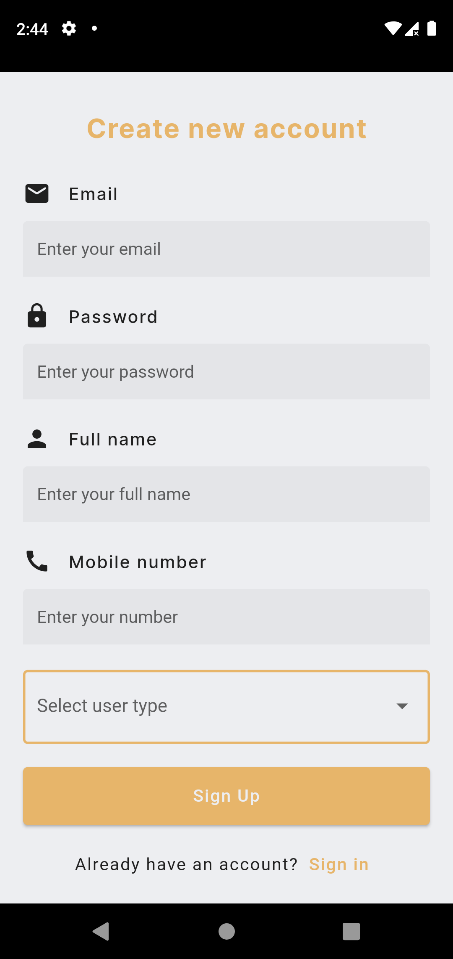 2:44
Create new account
Email
Enter your email
Password
Enter your password
Full name
Enter your full name
Mobile number
Enter your number
Select user type
Sign Up
Already have an account? Sign in